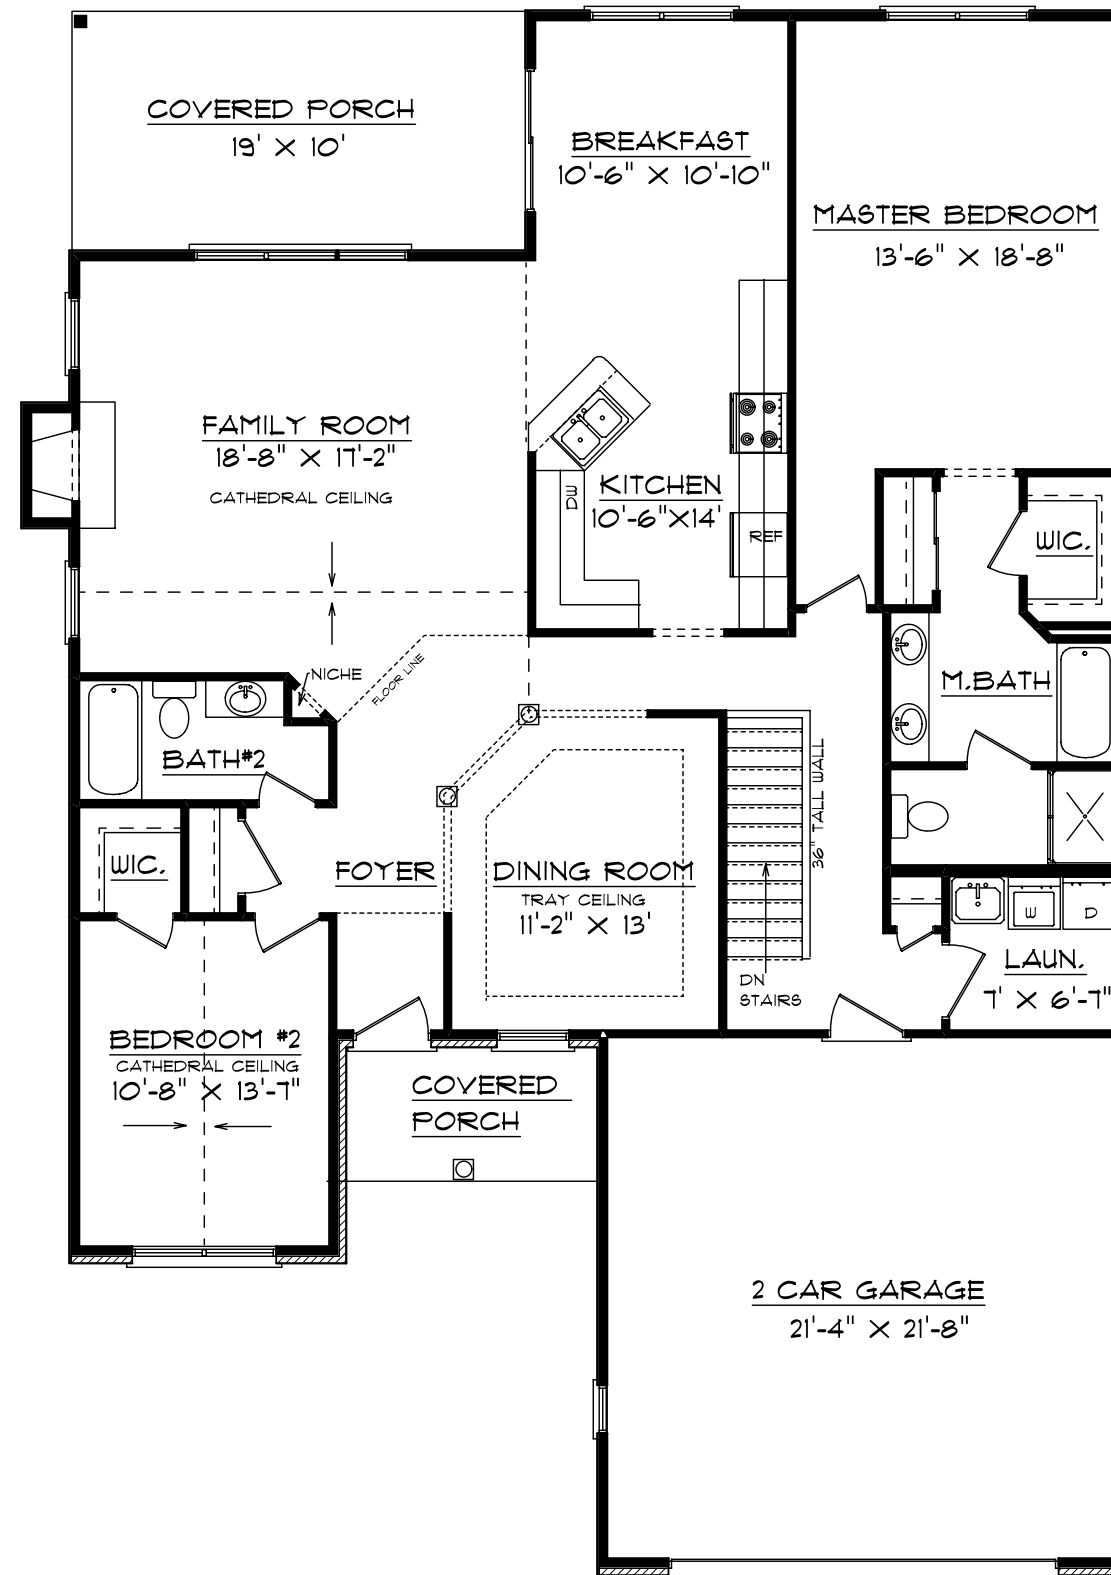 COVERED PORCH
19' X 10'
BREAKFAST
10'-6" X 10'-10"
MASTER BEDROOM
13'-6" X 18'-8"
FAMILY ROOM
18'-8" X 17'-2"
CATHEDRAL CEILING
KITCHEN
10'-6"X14'
DW
REF
WIC.
NICHE
FLOOR LINE
M.BATH
BATH#2
36" TALL WALL
WIC.
FOYER
DINING ROOM
TRAY CEILING
11'-2" X 13'
W
D
LAUN.
7' X 6'-7"
DN
STAIRS
BEDROOM #2
CATHEDRAL CEILING
10'-8" X 13'-7"
COVERED
PORCH
2 CAR GARAGE
21'-4" X 21'-8"